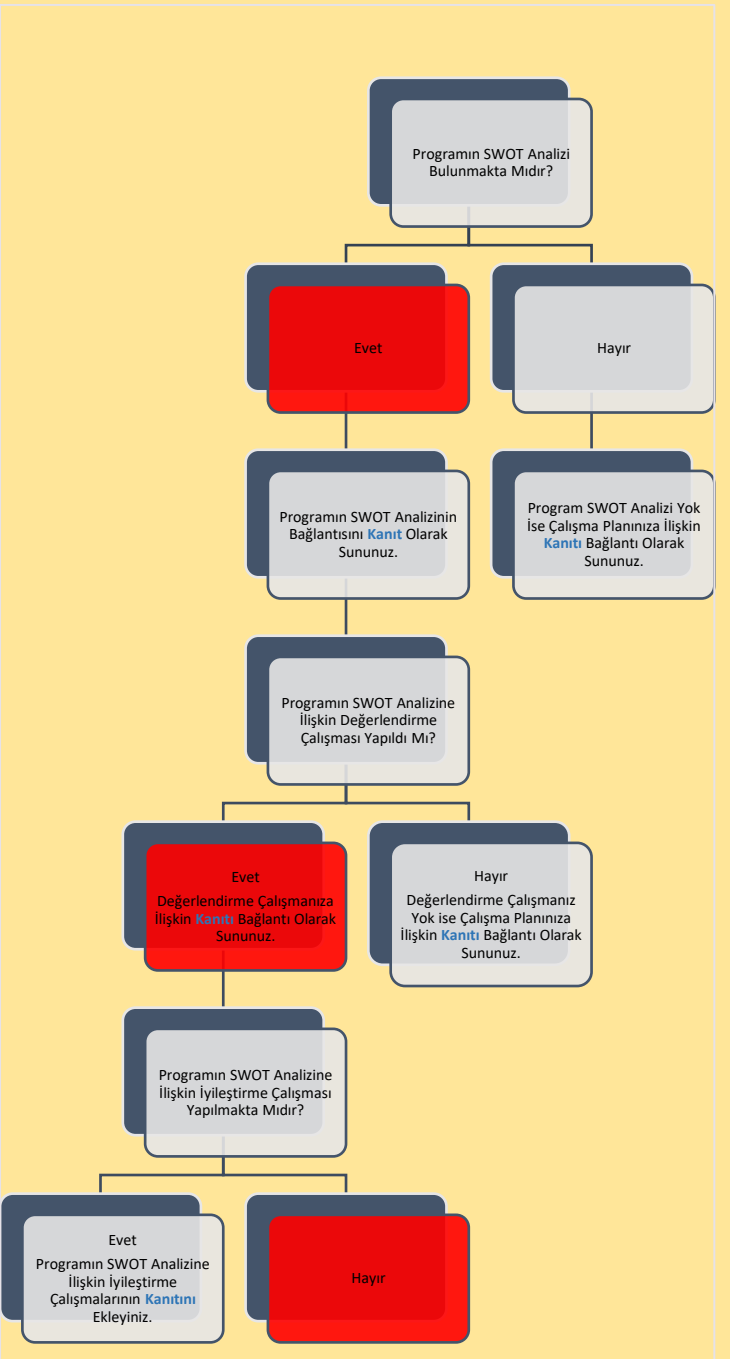 Programın SWOT Analizi
Bulunmakta Mıdır?
Evet
Hayır
Programın SWOT Analizinin
Bağlantısını Kanıt Olarak
Sununuz.
Program SWOT Analizi Yok
İse Çalışma Planınıza İlişkin
Kanıtı Bağlantı Olarak
Sununuz.
Programın SWOT Analizine
İlişkin Değerlendirme
Çalışması Yapıldı Mı?
Evet
Değerlendirme Çalışmanıza
İlişkin Kanıtı Bağlantı Olarak
Sununuz.
Hayır
Değerlendirme Çalışmanız
Yok ise Çalışma Planınıza
İlişkin Kanıtı Bağlantı Olarak
Sununuz.
Programın SWOT Analizine
İlişkin İyileştirme Çalışması
Yapılmakta Mıdır?
Evet
Programın SWOT Analizine
İlişkin İyileştirme
Çalışmalarının Kanıtını
Ekleyiniz.
Hayır